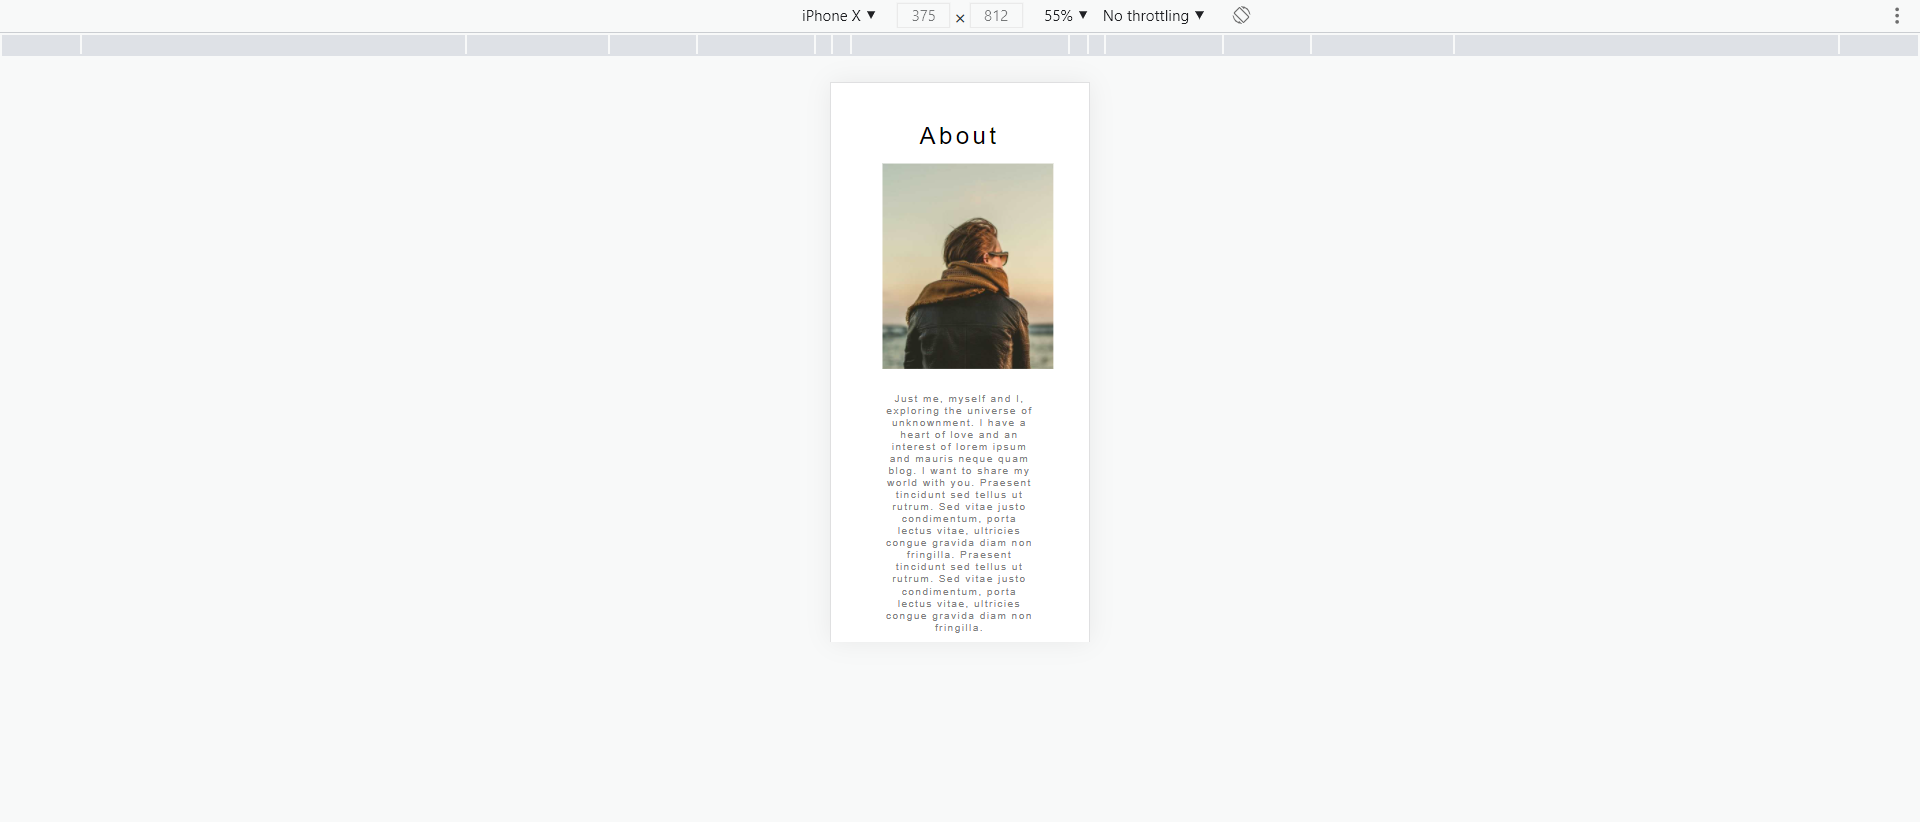 iPhone X ▼ 375 × 812 55% ▼ No throttling ▼
About
Just me, myself and I,
exploring the universe of
unknownment. I have a
heart of love and an
interest of lorem ipsum
and mauris neque quam
blog. I want to share my
world with you. Praesent
tincidunt sed tellus ut
rutrum. Sed vitae justo
condimentum, porta
lectus vitae, ultricies
congue gravida diam non
fringilla. Praesent
tincidunt sed tellus ut
rutrum. Sed vitae justo
condimentum, porta
lectus vitae, ultricies
congue gravida diam non
fringilla.